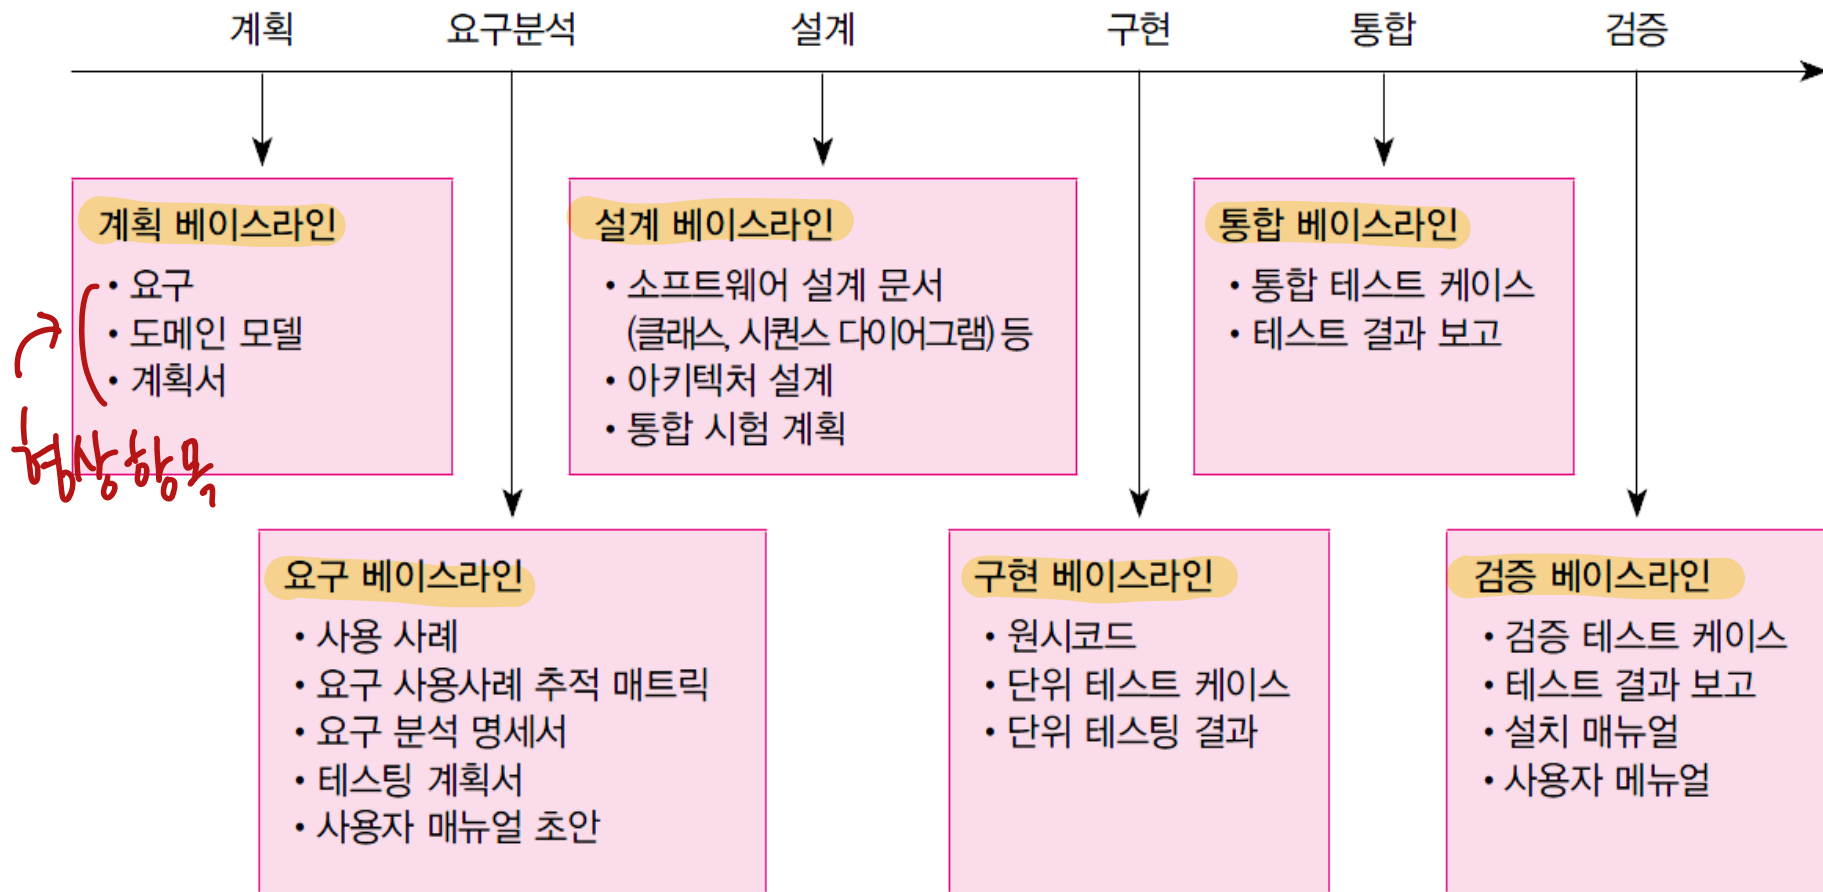 계획
요구분석
설계
구현
통합
검증
계획 베이스라인
• 요구
• 도메인 모델
• 계획서
형상항목
설계 베이스라인
• 소프트웨어 설계 문서
(클래스, 시퀀스 다이어그램) 등
• 아키텍처 설계
• 통합 시험 계획
통합 베이스라인
• 통합 테스트 케이스
• 테스트 결과 보고
요구 베이스라인
• 사용 사례
• 요구 사용사례 추적 매트릭
• 요구 분석 명세서
• 테스팅 계획서
• 사용자 매뉴얼 초안
구현 베이스라인
• 원시코드
• 단위 테스트 케이스
• 단위 테스팅 결과
검증 베이스라인
• 검증 테스트 케이스
• 테스트 결과 보고
• 설치 매뉴얼
• 사용자 메뉴얼